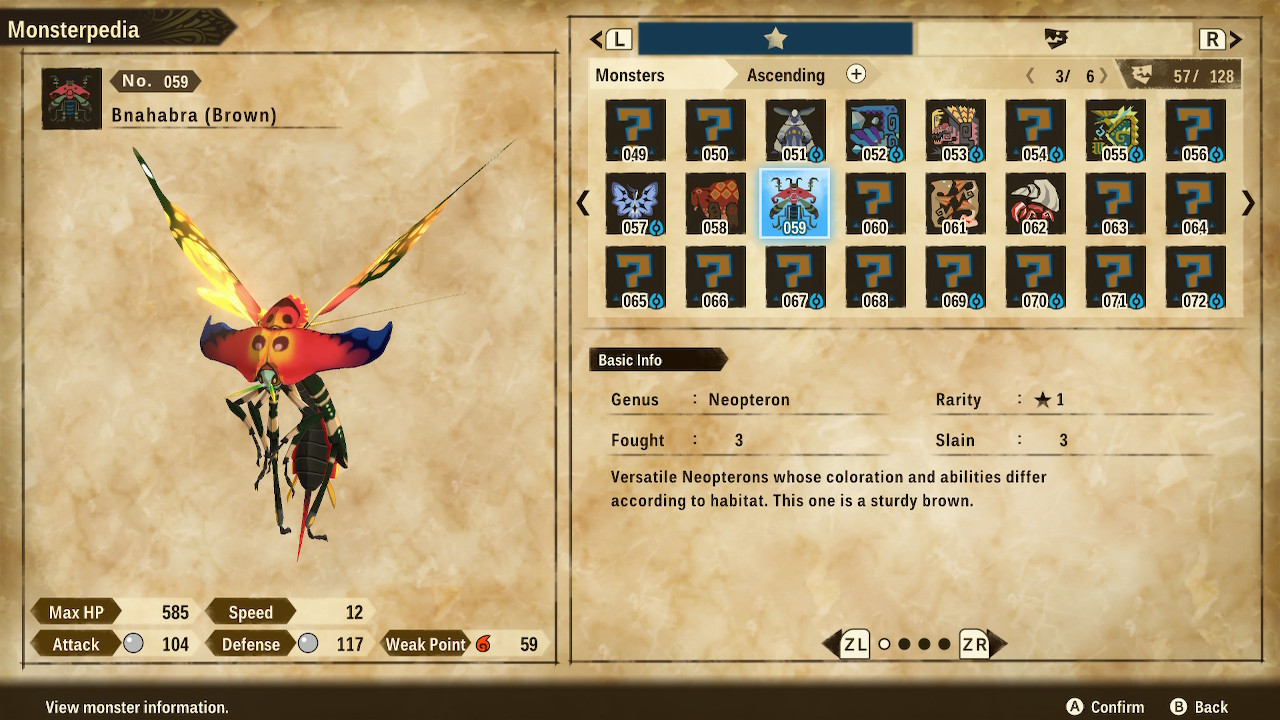 Monsterpedia
No. 059
Bnahabra (Brown)
Max HP 585 Speed 12
Attack 104 Defense 117 Weak Point 59
L R
Monsters Ascending 3/ 6 57/ 128
? ? ? ?
049 050 051 052 053 054 055 056
? ? ?
057 058 059 060 061 062 063 064
? ? ? ? ? ? ? ?
065 066 067 068 069 070 071 072
Basic Info
Genus : Neopteron Rarity : ★ 1
Fought : 3 Slain : 3
Versatile Neopterons whose coloration and abilities differ
according to habitat. This one is a sturdy brown.
ZL ZR
View monster information. A Confirm B Back